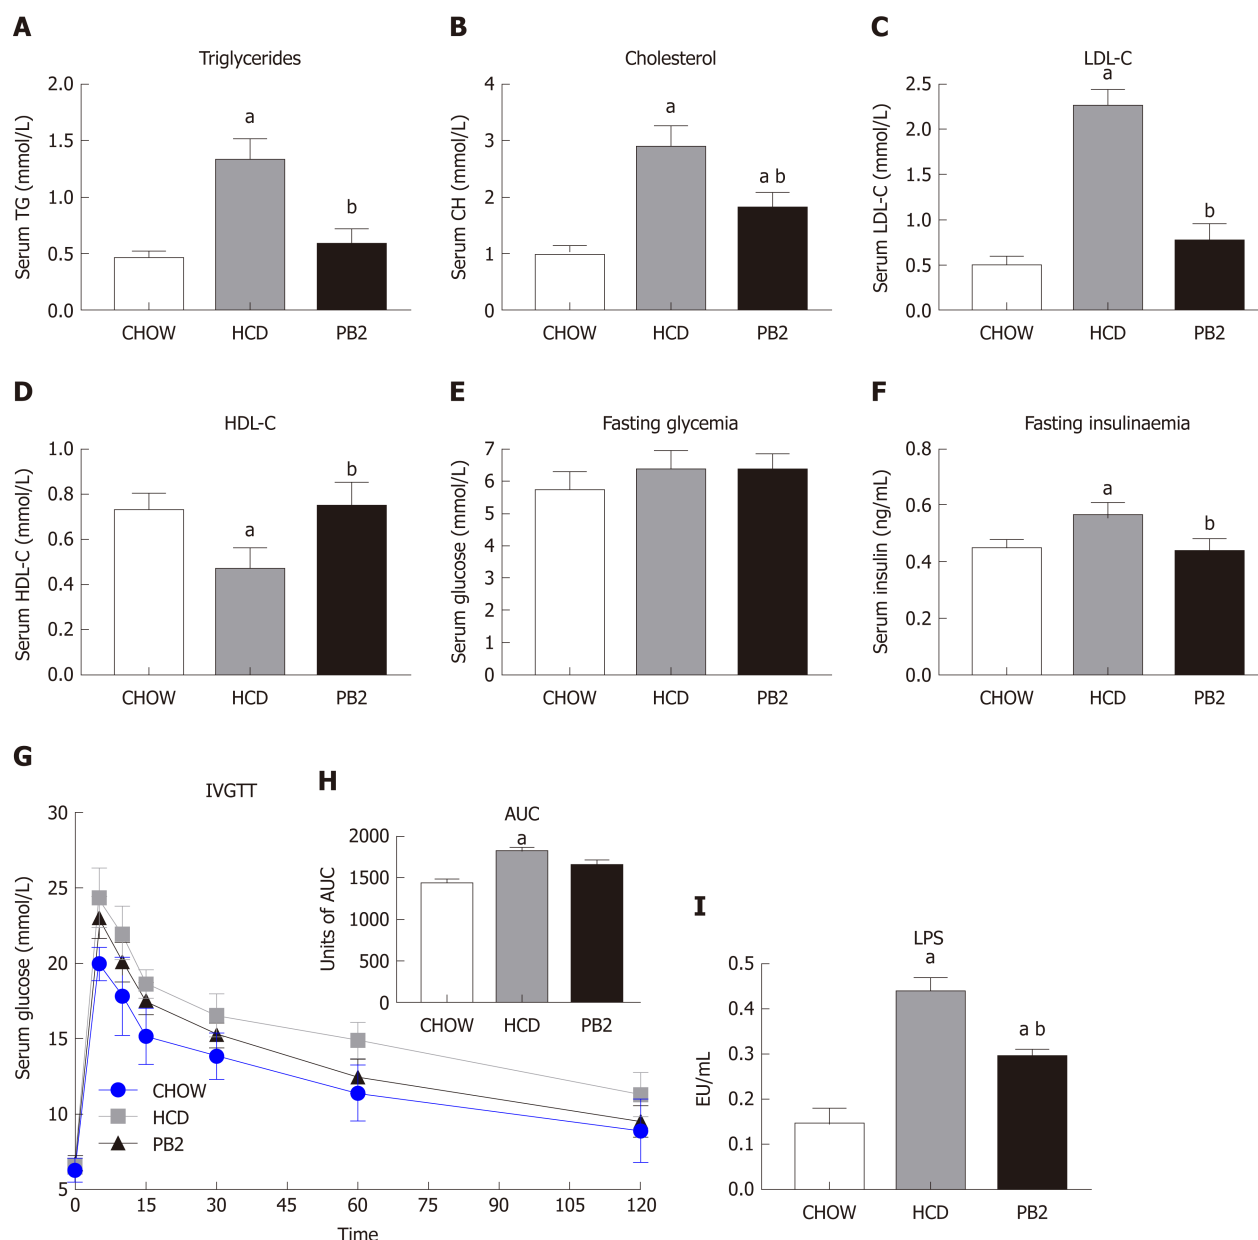 A
Triglycerides
Serum TG (mmol/L)
2.0
1.5
1.0
0.5
0.0
a
b
CHOW HCD PB2
B
Cholesterol
Serum CH (mmol/L)
4
3
2
1
0
a
a b
CHOW HCD PB2
C
LDL-C
Serum LDL-C (mmol/L)
2.5
2.0
1.5
1.0
0.5
0.0
a
b
CHOW HCD PB2
D
HDL-C
Serum HDL-C (mmol/L)
1.0
0.8
0.6
0.4
0.2
0.0
a
b
CHOW HCD PB2
E
Fasting glycemia
Serum glucose (mmol/L)
7
6
5
4
3
2
1
0
CHOW HCD PB2
F
Fasting insulinaemia
Serum insulin (ng/mL)
0.8
0.6
0.4
0.2
0.0
a
b
CHOW HCD PB2
G
IVGTT
Serum glucose (mmol/L)
30
25
20
15
10
5
CHOW
HCD
PB2
0 15 30 45 60 75 90 105 120
Time
H
AUC
Units of AUC
2000
1500
1000
500
0
a
CHOW HCD PB2
I
LPS
EU/mL
0.5
0.4
0.3
0.2
0.1
0.0
a
a b
CHOW HCD PB2